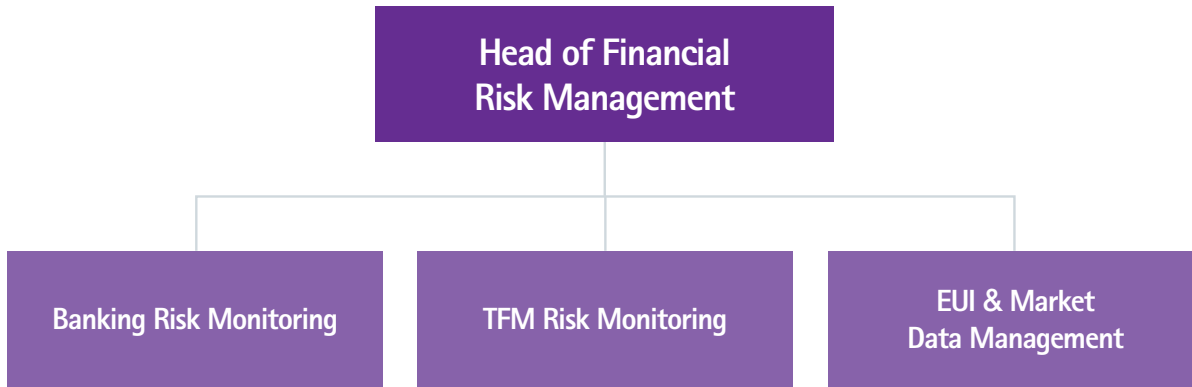 Head of Financial
Risk Management
Banking Risk Monitoring
TFM Risk Monitoring
EUI & Market
Data Management